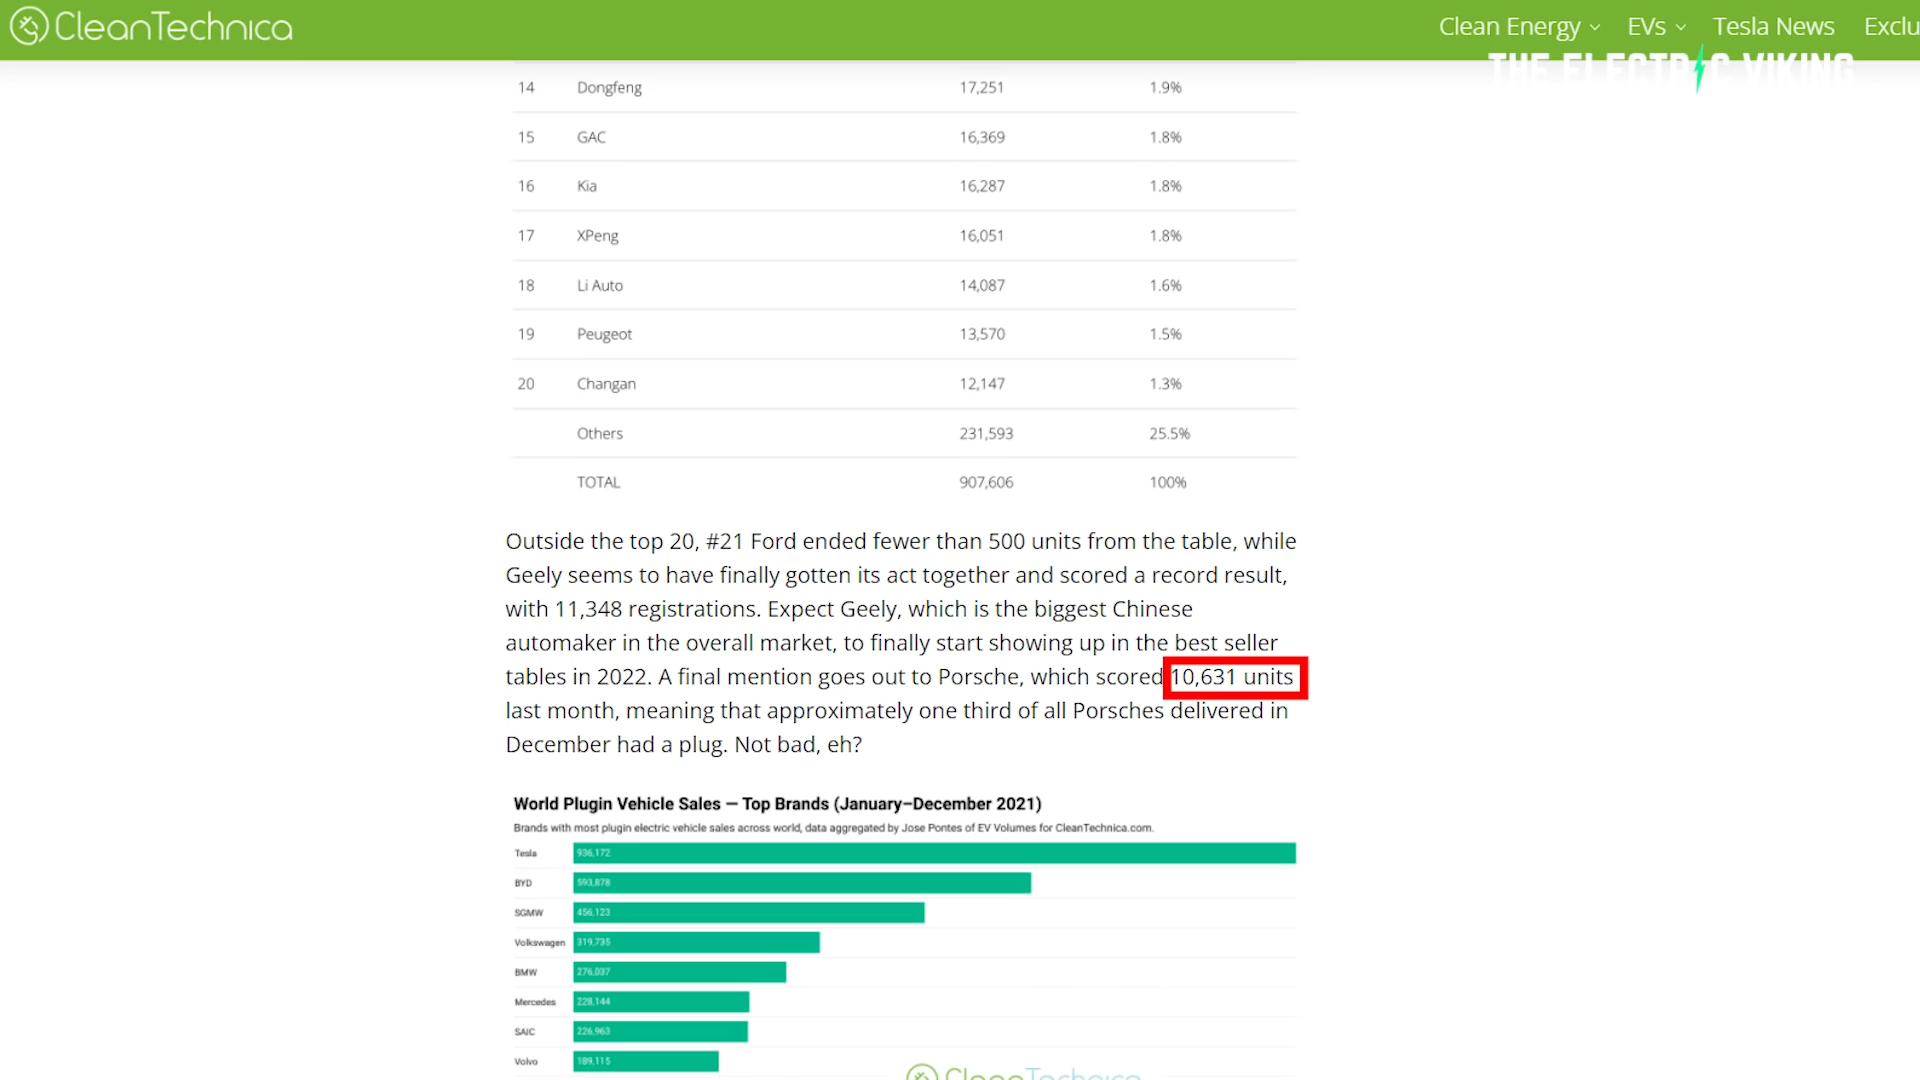 CleanTechnica
Clean Energy EVs Tesla News Exclu
THE ELECTRIC VIKING
14 Dongfeng 17,251 1.9%
15 GAC 16,369 1.8%
16 Kia 16,287 1.8%
17 XPeng 16,051 1.8%
18 Li Auto 14,087 1.6%
19 Peugeot 13,570 1.5%
20 Changan 12,147 1.3%
Others 231,593 25.5%
TOTAL 907,606 100%
Outside the top 20, #21 Ford ended fewer than 500 units from the table, while
Geely seems to have finally gotten its act together and scored a record result,
with 11,348 registrations. Expect Geely, which is the biggest Chinese
automaker in the overall market, to finally start showing up in the best seller
tables in 2022. A final mention goes out to Porsche, which scored 10,631 units
last month, meaning that approximately one third of all Porsches delivered in
December had a plug. Not bad, eh?
World Plugin Vehicle Sales — Top Brands (January–December 2021)
Brands with most plugin electric vehicle sales across world, data aggregated by Jose Pontes of EV Volumes for CleanTechnica.com.
Tesla 936,172
BYD 593,878
SGMW 456,123
Volkswagen 319,735
BMW 276,037
Mercedes 228,144
SAIC 226,963
Volvo 189,115
CleanTechnica